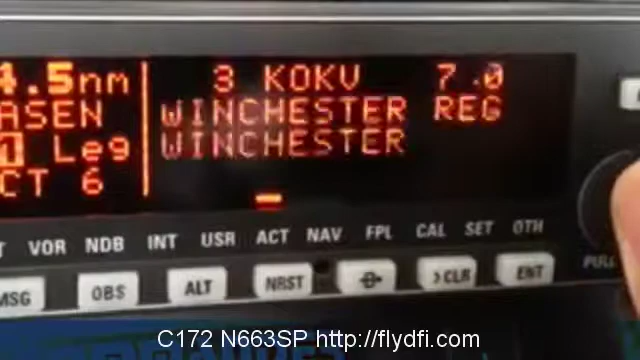 4.5nm
ASEN
Leg
CT 6
3 KOKV 7.0
WINCHESTER REG
WINCHESTER
T VOR NDB INT USR ACT NAV FPL CAL SET OTH
MSG OBS ALT NRST CLR ENT
PULL
C172 N663SP http://flydfi.com